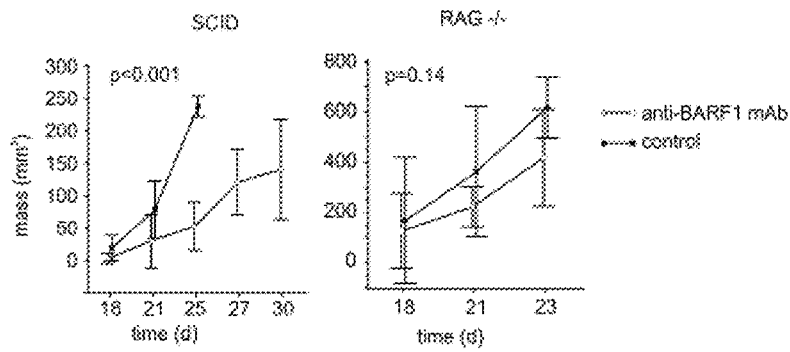 SCID
RAG -/-
300
250
200
150
100
50
0
p<0.001
mass (mm³)
18 21 25 27 30
time (d)
800
600
400
200
0
p=0.14
18 21 23
time (d)
anti-BARF1 mAb
control